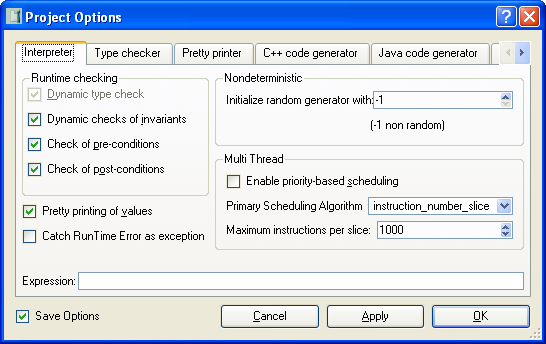 Project Options
Interpreter Type checker Pretty printer C++ code generator Java code generator
Runtime checking
Dynamic type check
Dynamic checks of invariants
Check of pre-conditions
Check of post-conditions
Pretty printing of values
Catch RunTime Error as exception
Nondeterministic
Initialize random generator with: -1
(-1 non random)
Multi Thread
Enable priority-based scheduling
Primary Scheduling Algorithm instruction_number_slice
Maximum instructions per slice: 1000
Expression:
Save Options Cancel Apply OK